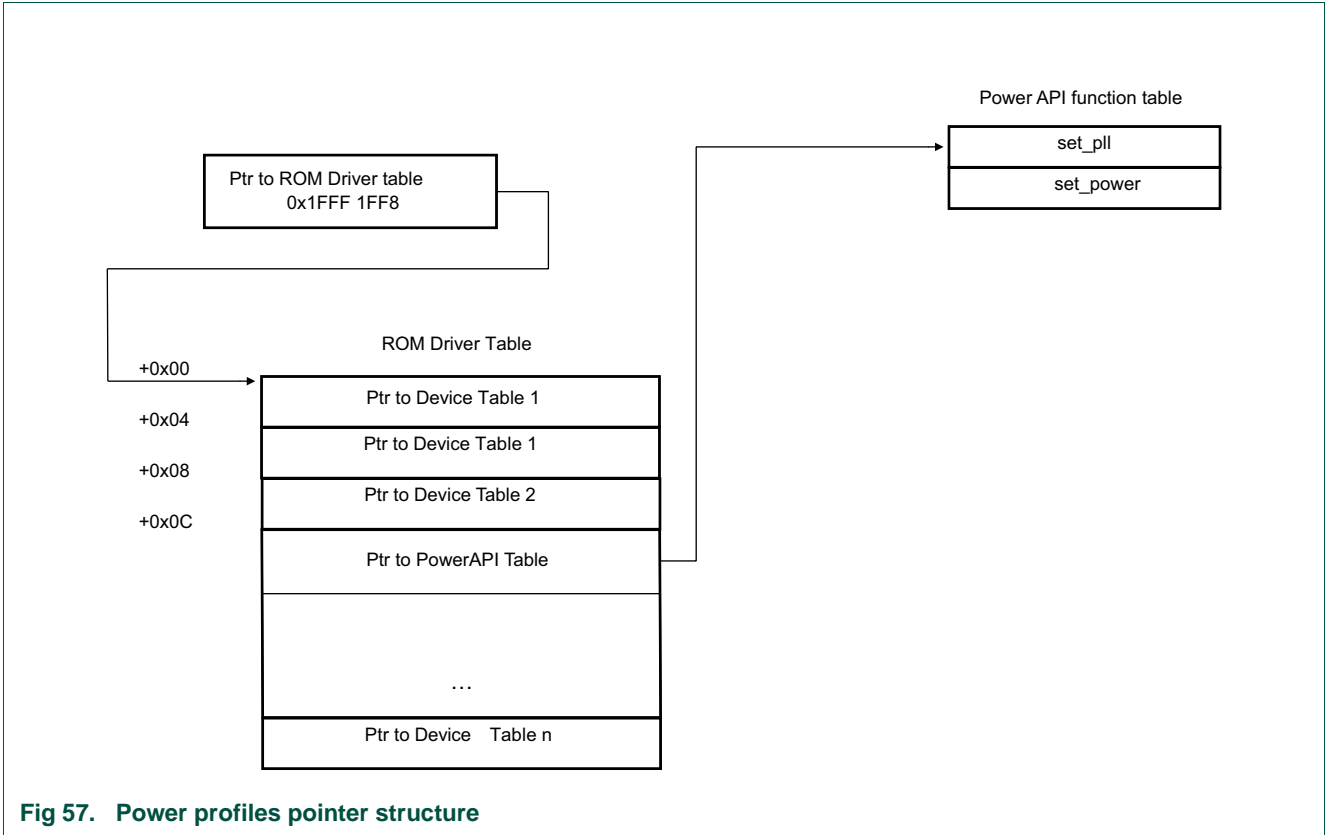 Power API function table
set_pll
set_power
Ptr to ROM Driver table
0x1FFF 1FF8
ROM Driver Table
+0x00
Ptr to Device Table 1
+0x04
Ptr to Device Table 1
+0x08
Ptr to Device Table 2
+0x0C
Ptr to PowerAPI Table
…
Ptr to Device Table n
Fig 57. Power profiles pointer structure